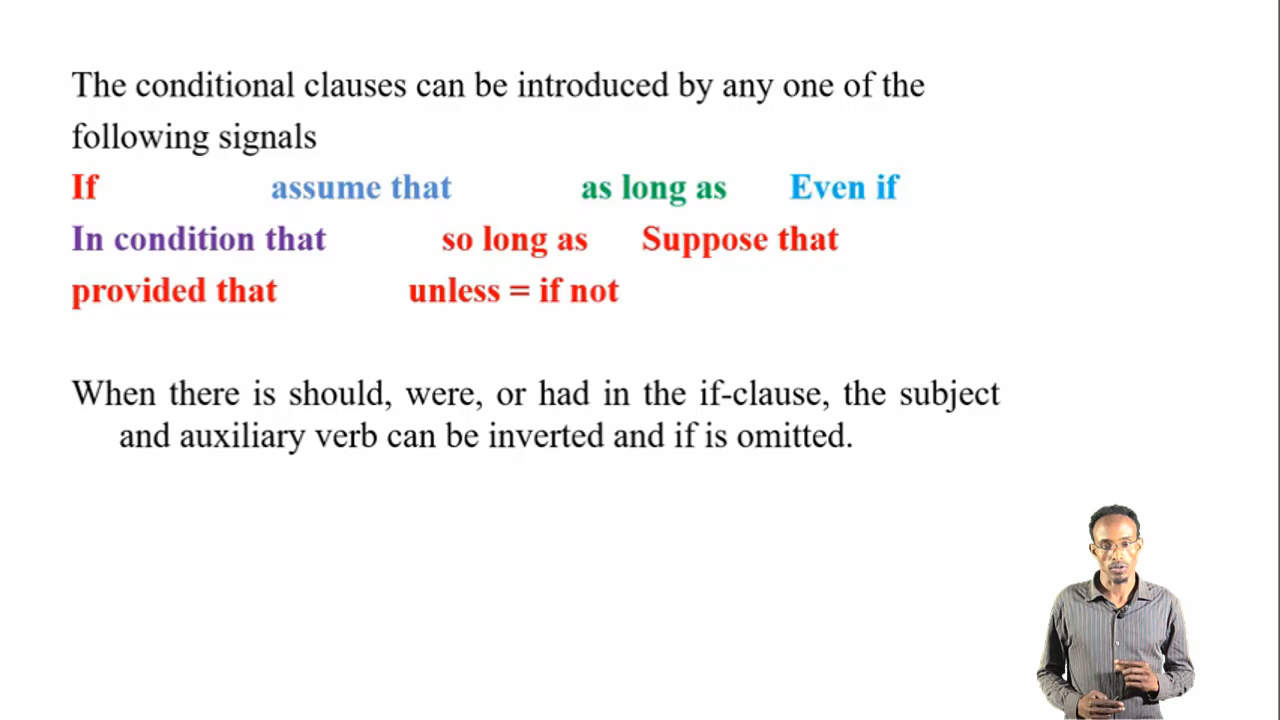 The conditional clauses can be introduced by any one of the
following signals
If assume that as long as Even if
In condition that so long as Suppose that
provided that unless = if not
When there is should, were, or had in the if-clause, the subject
and auxiliary verb can be inverted and if is omitted.